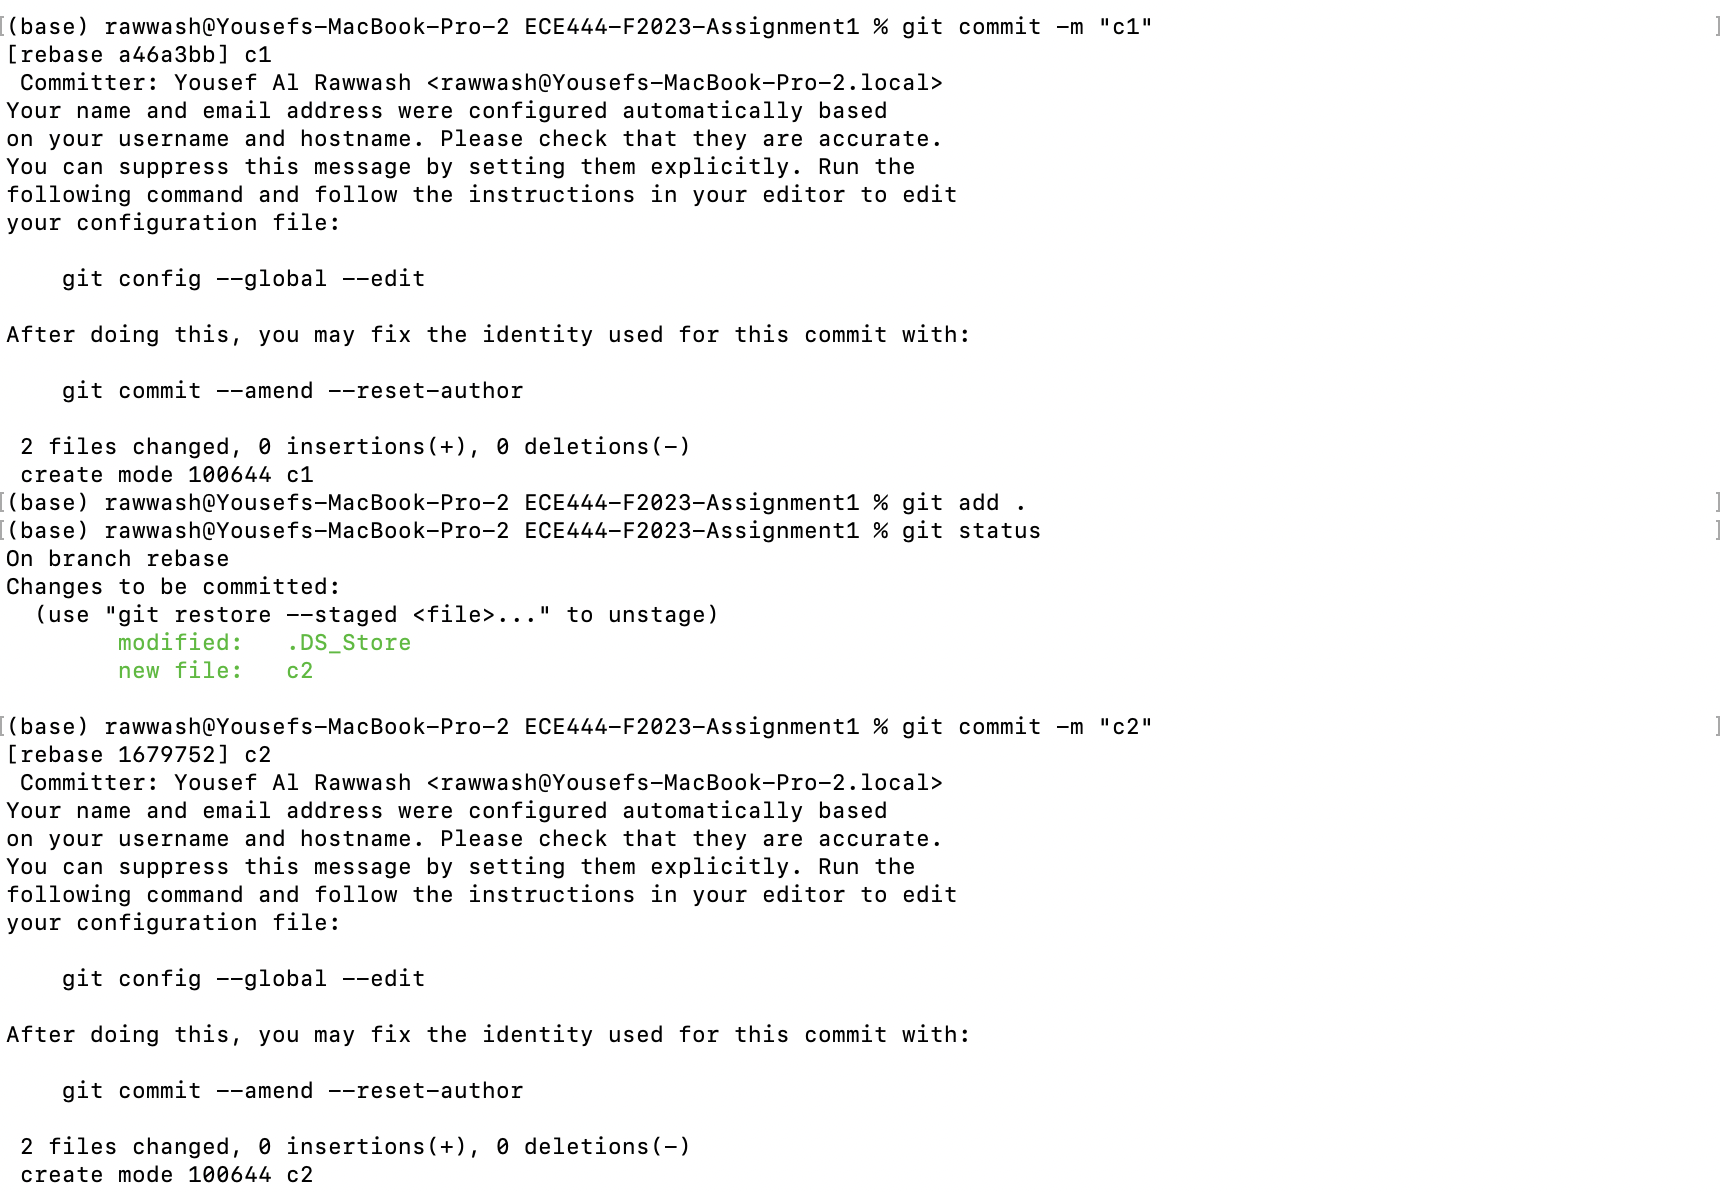 [(base) rawwash@Yousefs-MacBook-Pro-2 ECE444-F2023-Assignment1 % git commit -m "c1" ]
[rebase a46a3bb] c1
 Committer: Yousef Al Rawwash <rawwash@Yousefs-MacBook-Pro-2.local>
Your name and email address were configured automatically based
on your username and hostname. Please check that they are accurate.
You can suppress this message by setting them explicitly. Run the
following command and follow the instructions in your editor to edit
your configuration file:

    git config --global --edit

After doing this, you may fix the identity used for this commit with:

    git commit --amend --reset-author

 2 files changed, 0 insertions(+), 0 deletions(-)
 create mode 100644 c1
[(base) rawwash@Yousefs-MacBook-Pro-2 ECE444-F2023-Assignment1 % git add . ]
[(base) rawwash@Yousefs-MacBook-Pro-2 ECE444-F2023-Assignment1 % git status ]
On branch rebase
Changes to be committed:
  (use "git restore --staged <file>..." to unstage)
        modified:   .DS_Store
        new file:   c2

[(base) rawwash@Yousefs-MacBook-Pro-2 ECE444-F2023-Assignment1 % git commit -m "c2" ]
[rebase 1679752] c2
 Committer: Yousef Al Rawwash <rawwash@Yousefs-MacBook-Pro-2.local>
Your name and email address were configured automatically based
on your username and hostname. Please check that they are accurate.
You can suppress this message by setting them explicitly. Run the
following command and follow the instructions in your editor to edit
your configuration file:

    git config --global --edit

After doing this, you may fix the identity used for this commit with:

    git commit --amend --reset-author

 2 files changed, 0 insertions(+), 0 deletions(-)
 create mode 100644 c2